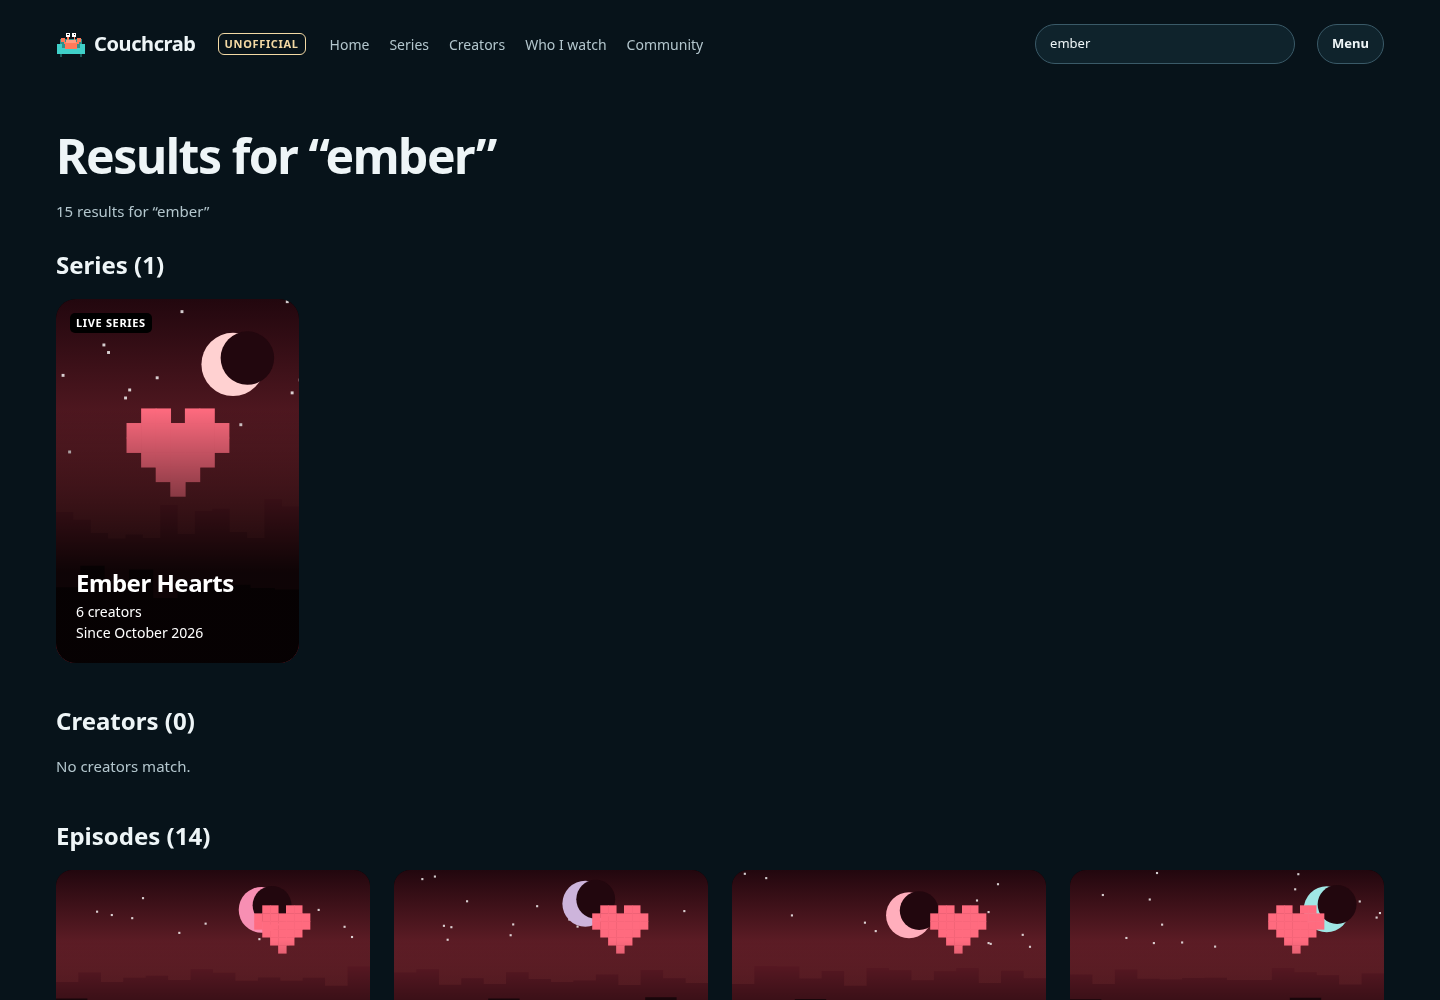 Couchcrab
UNOFFICIAL
Home
Series
Creators
Who I watch
Community
ember
Menu
Results for “ember”
15 results for “ember”
Series (1)
LIVE SERIES
Ember Hearts
6 creators
Since October 2026
Creators (0)
No creators match.
Episodes (14)